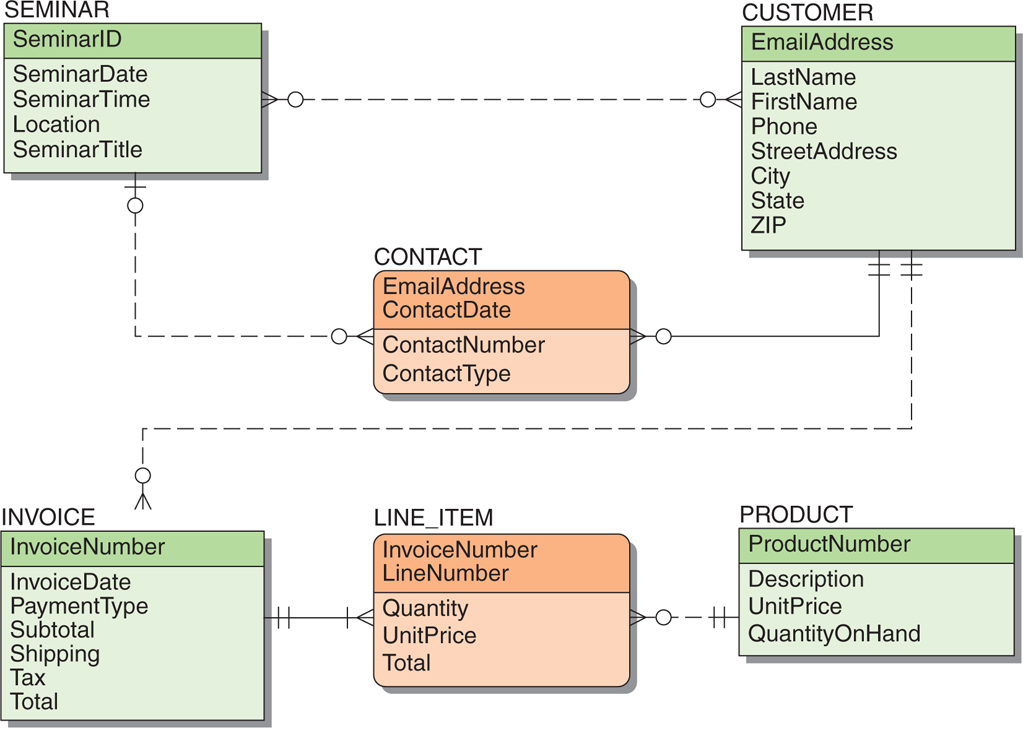 SEMINAR
SeminarID
SeminarDate
SeminarTime
Location
SeminarTitle
CUSTOMER
EmailAddress
LastName
FirstName
Phone
StreetAddress
City
State
ZIP
CONTACT
EmailAddress
ContactDate
ContactNumber
ContactType
INVOICE
InvoiceNumber
InvoiceDate
PaymentType
Subtotal
Shipping
Tax
Total
LINE_ITEM
InvoiceNumber
LineNumber
Quantity
UnitPrice
Total
PRODUCT
ProductNumber
Description
UnitPrice
QuantityOnHand